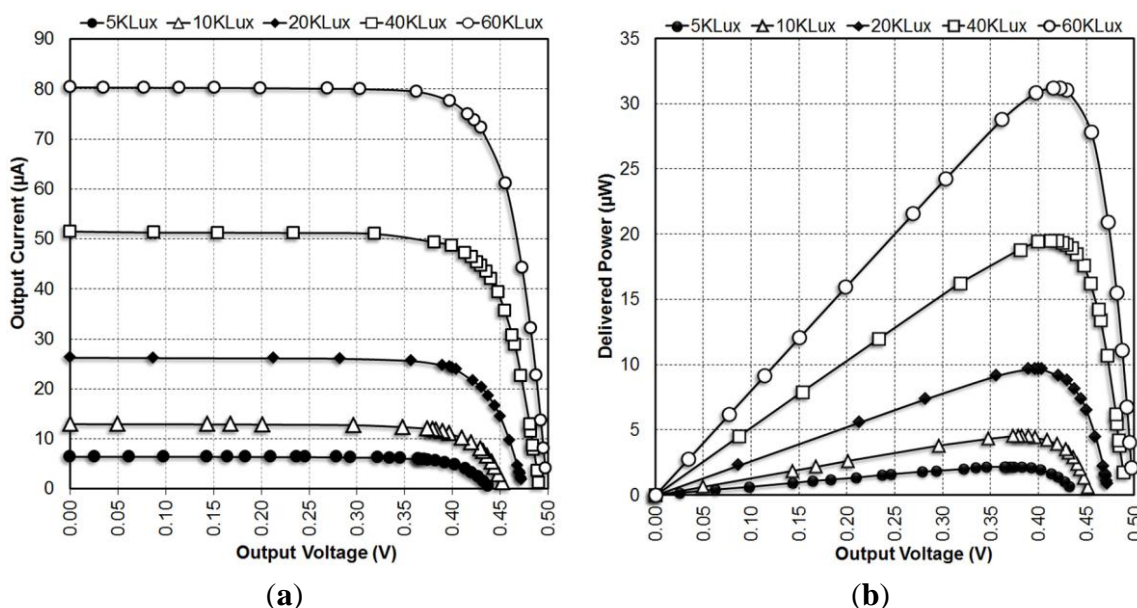 5KLux 10KLux 20KLux 40KLux 60KLux
90
80
70
60
50
40
30
20
10
0
Output Current (µA)
0.00 0.05 0.10 0.15 0.20 0.25 0.30 0.35 0.40 0.45 0.50
Output Voltage (V)
(a)
5KLux 10KLux 20KLux 40KLux 60KLux
35
30
25
20
15
10
5
0
Delivered Power (µW)
0.00 0.05 0.10 0.15 0.20 0.25 0.30 0.35 0.40 0.45 0.50
Output Voltage (V)
(b)